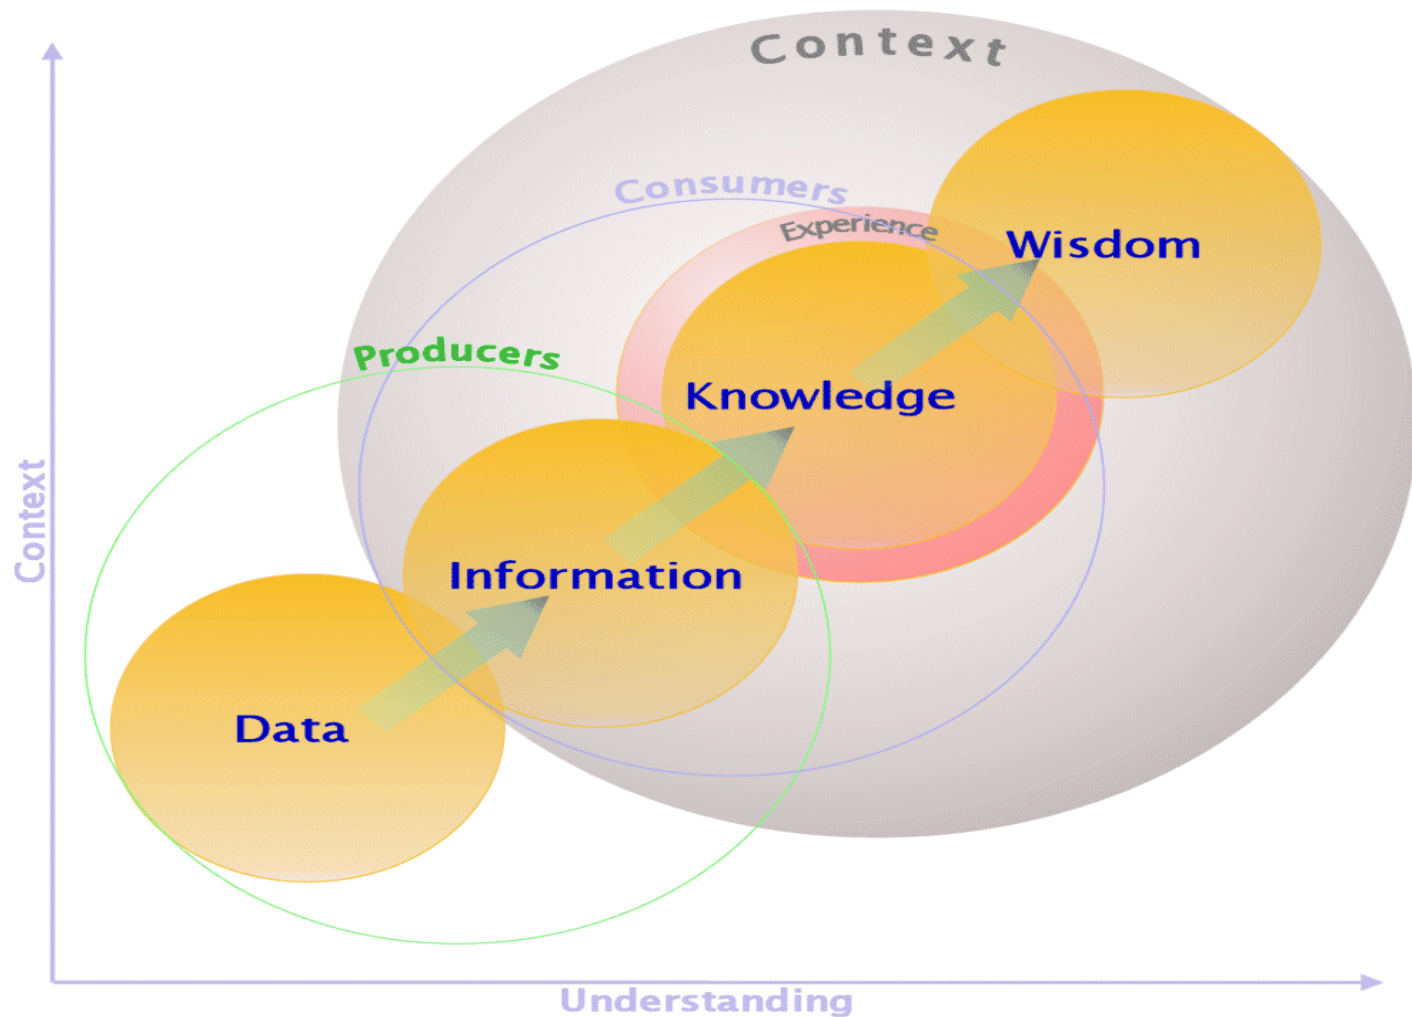 Context
Consumers
Experience
Wisdom
Producers
Knowledge
Context
Information
Data
Understanding